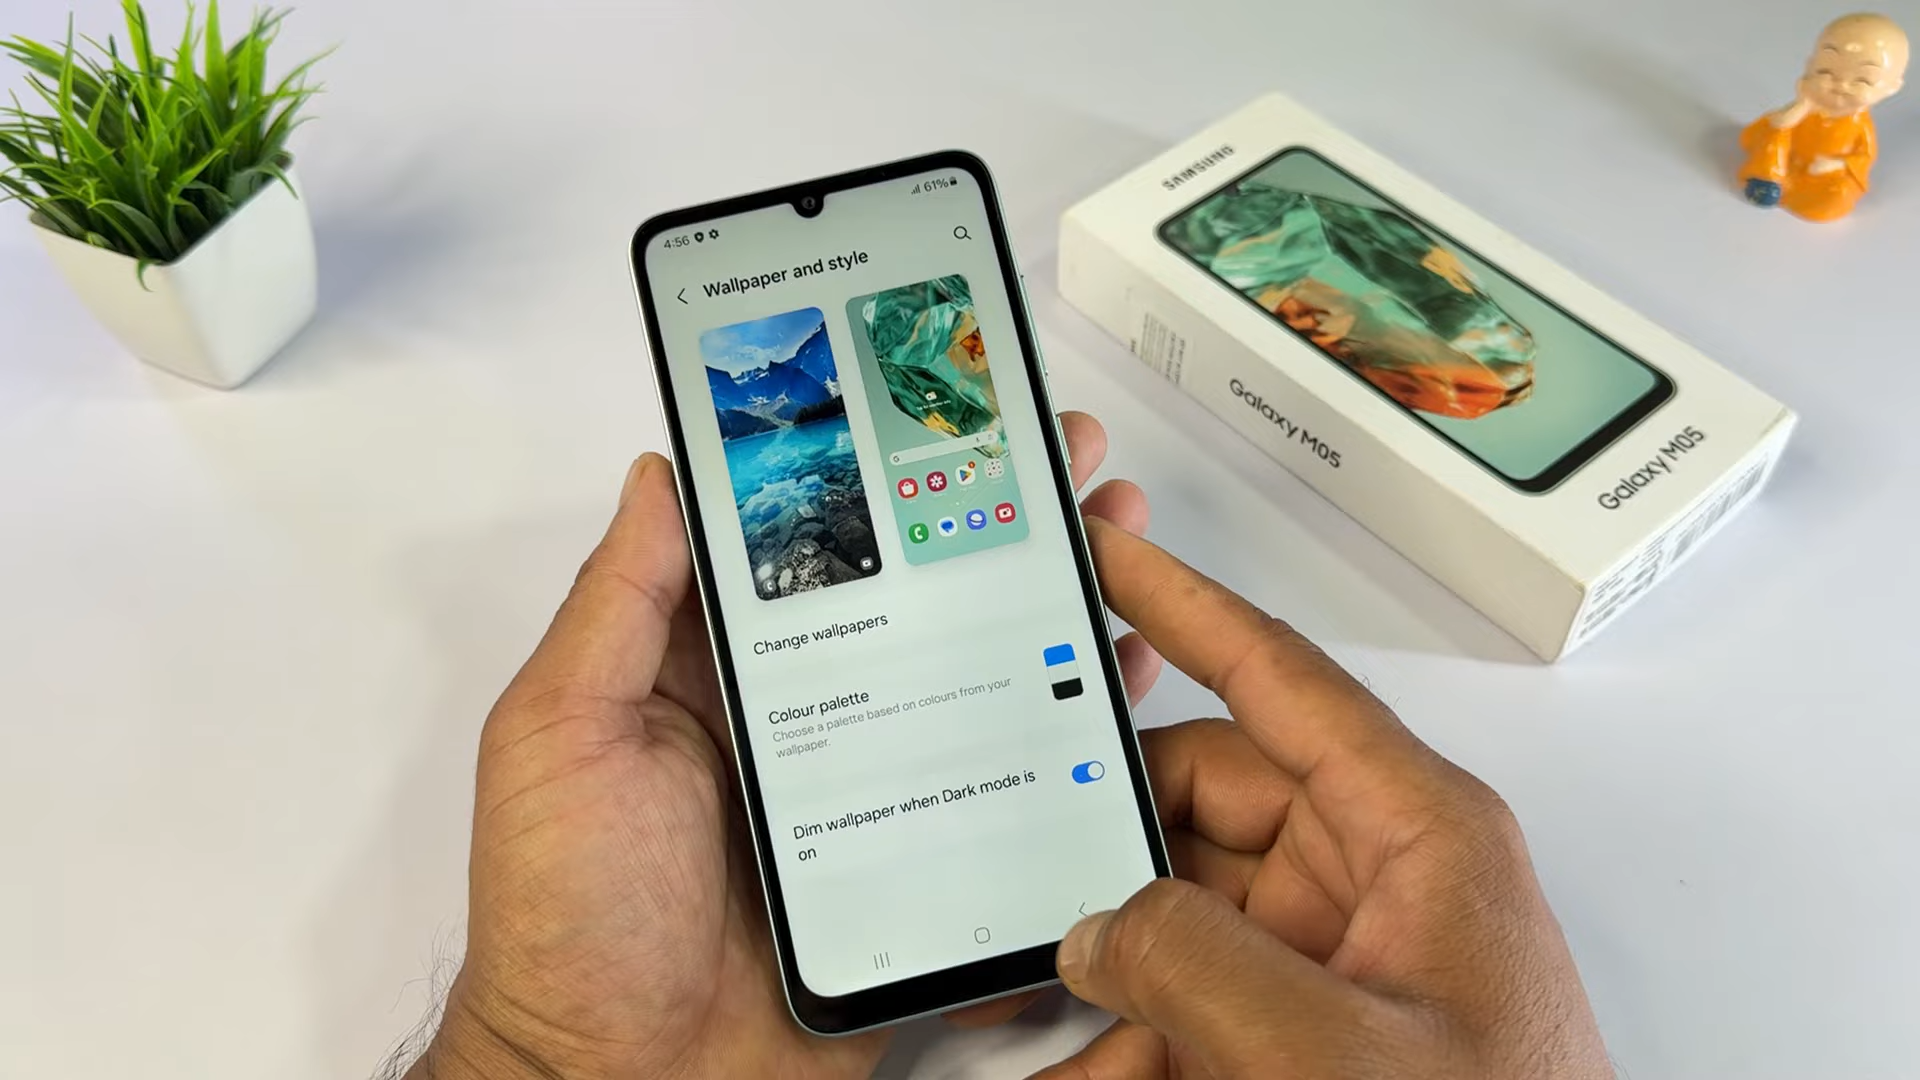 4:56
61%
Wallpaper and style
Change wallpapers
Colour palette
Choose a palette based on colours from your
wallpaper.
Dim wallpaper when Dark mode is
on
SAMSUNG
Galaxy M05
Galaxy M05